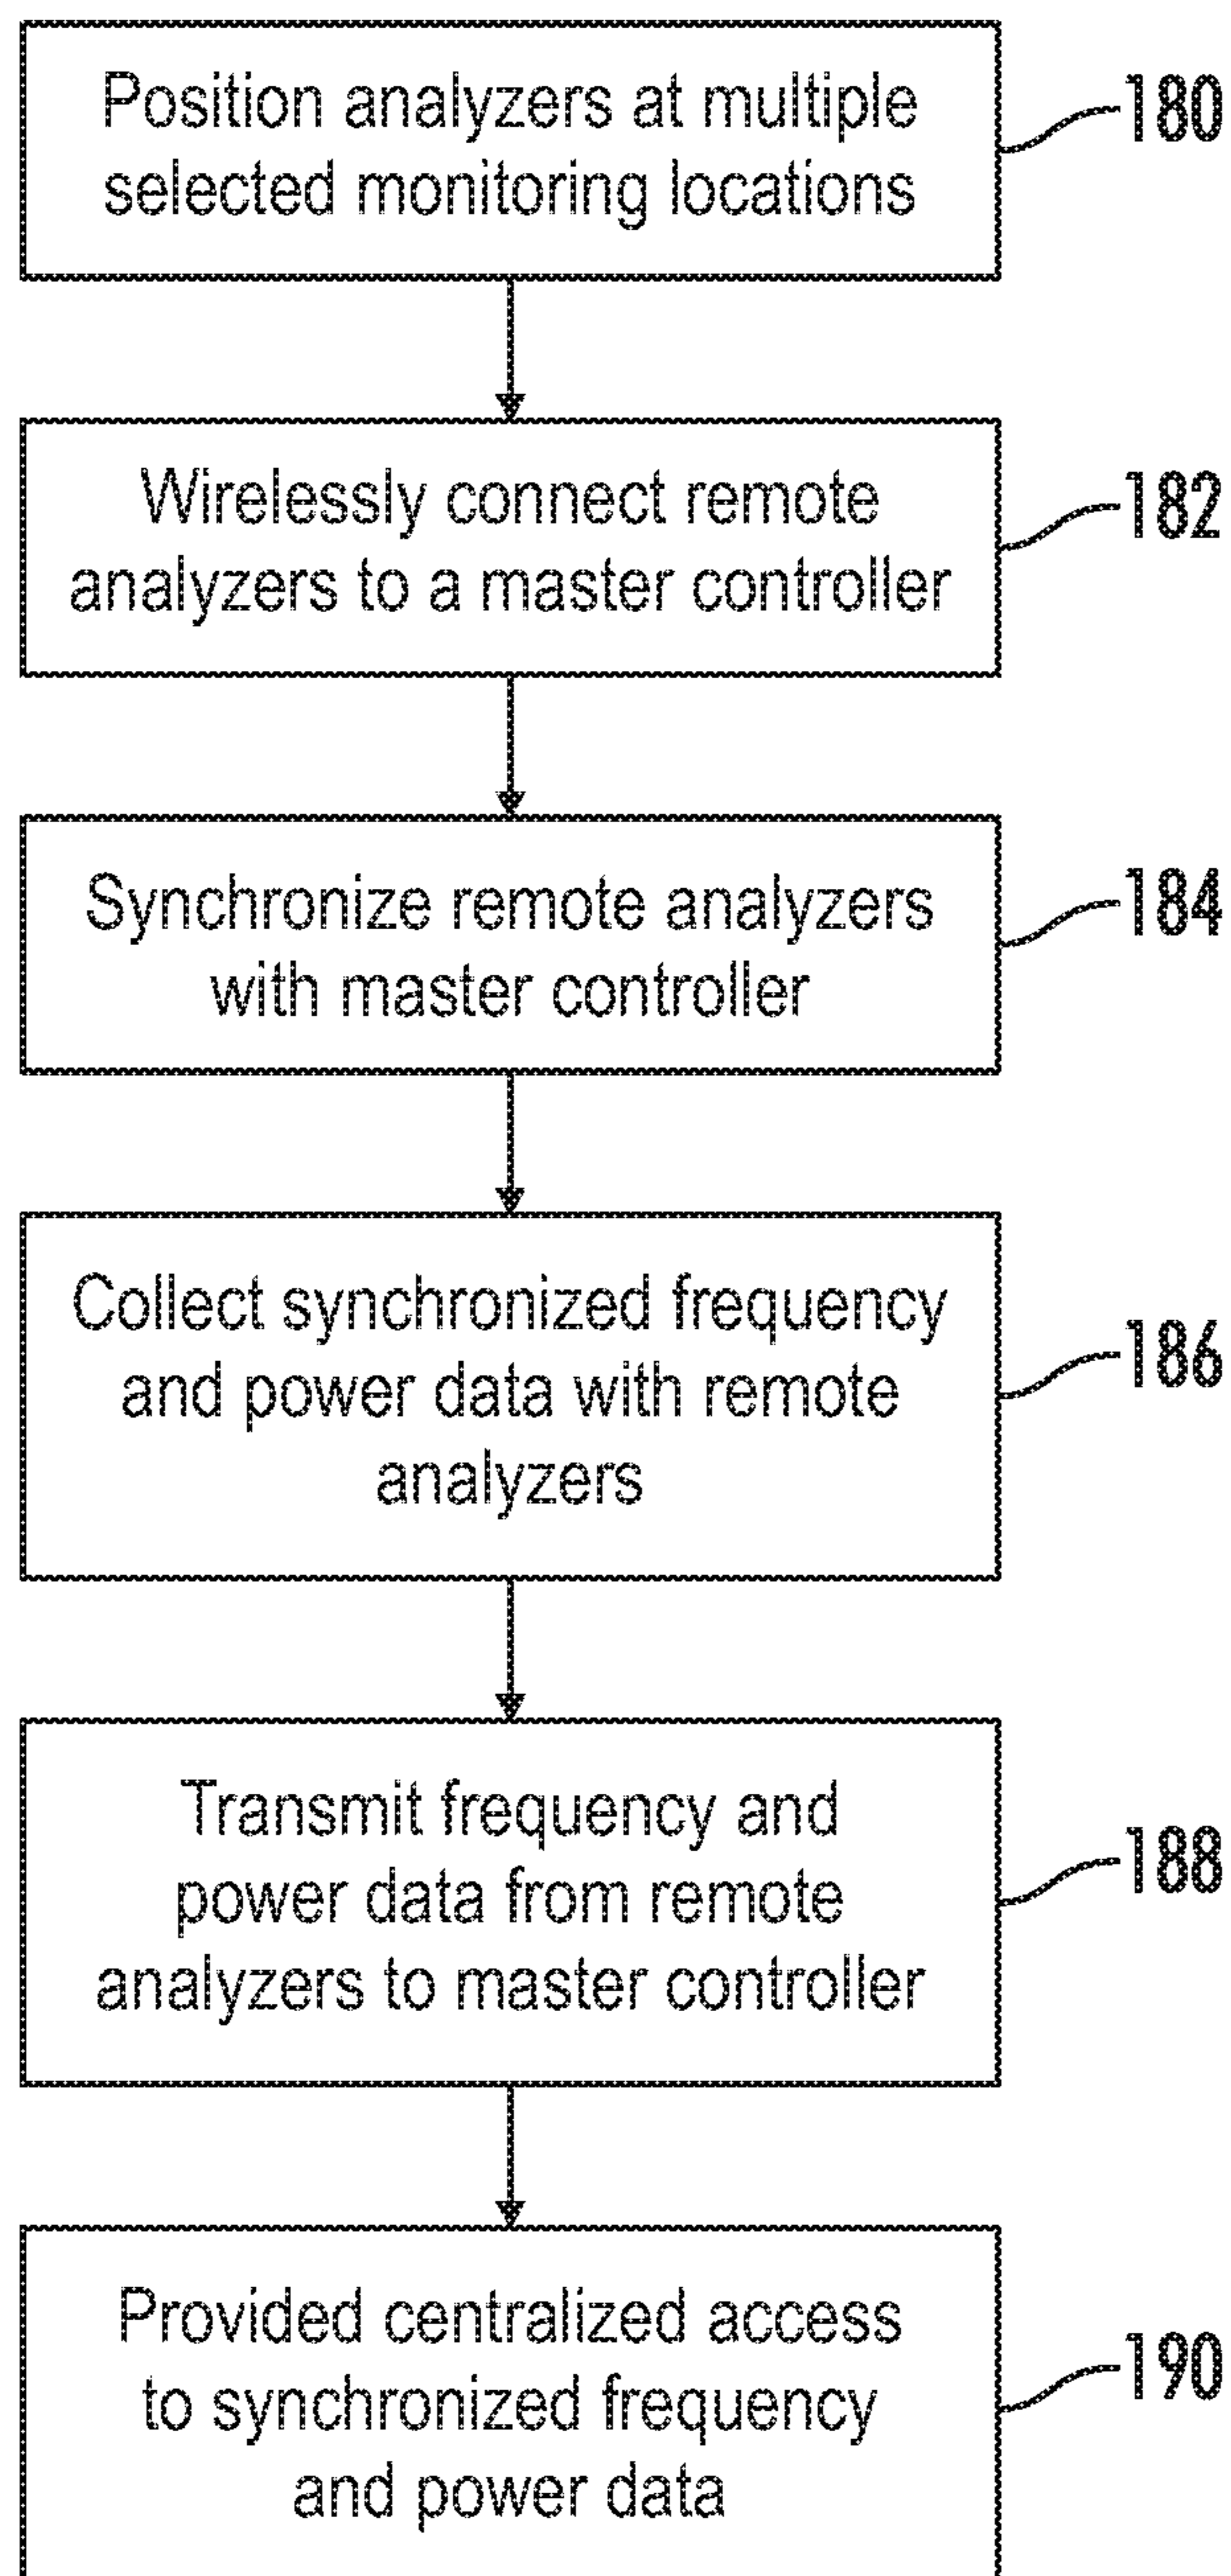 Position analyzers at multiple
selected monitoring locations
180
Wirelessly connect remote
analyzers to a master controller
182
Synchronize remote analyzers
with master controller
184
Collect synchronized frequency
and power data with remote
analyzers
186
Transmit frequency and
power data from remote
analyzers to master controller
188
Provided centralized access
to synchronized frequency
and power data
190